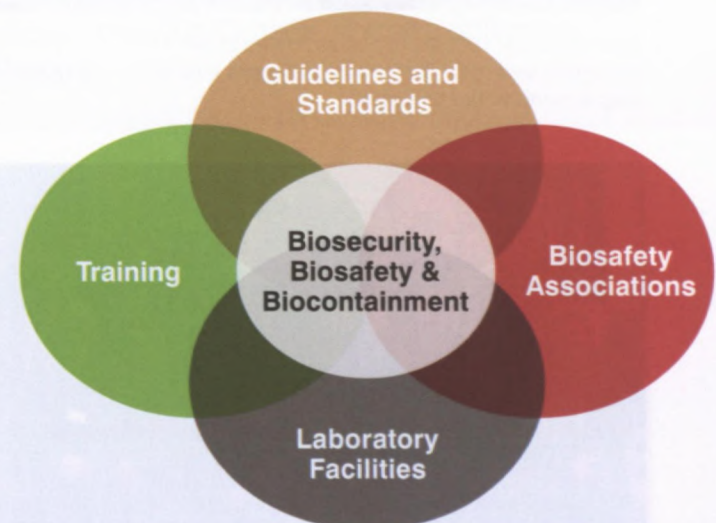 Guidelines and
Standards
Training
Biosecurity,
Biosafety &
Biocontainment
Biosafety
Associations
Laboratory
Facilities